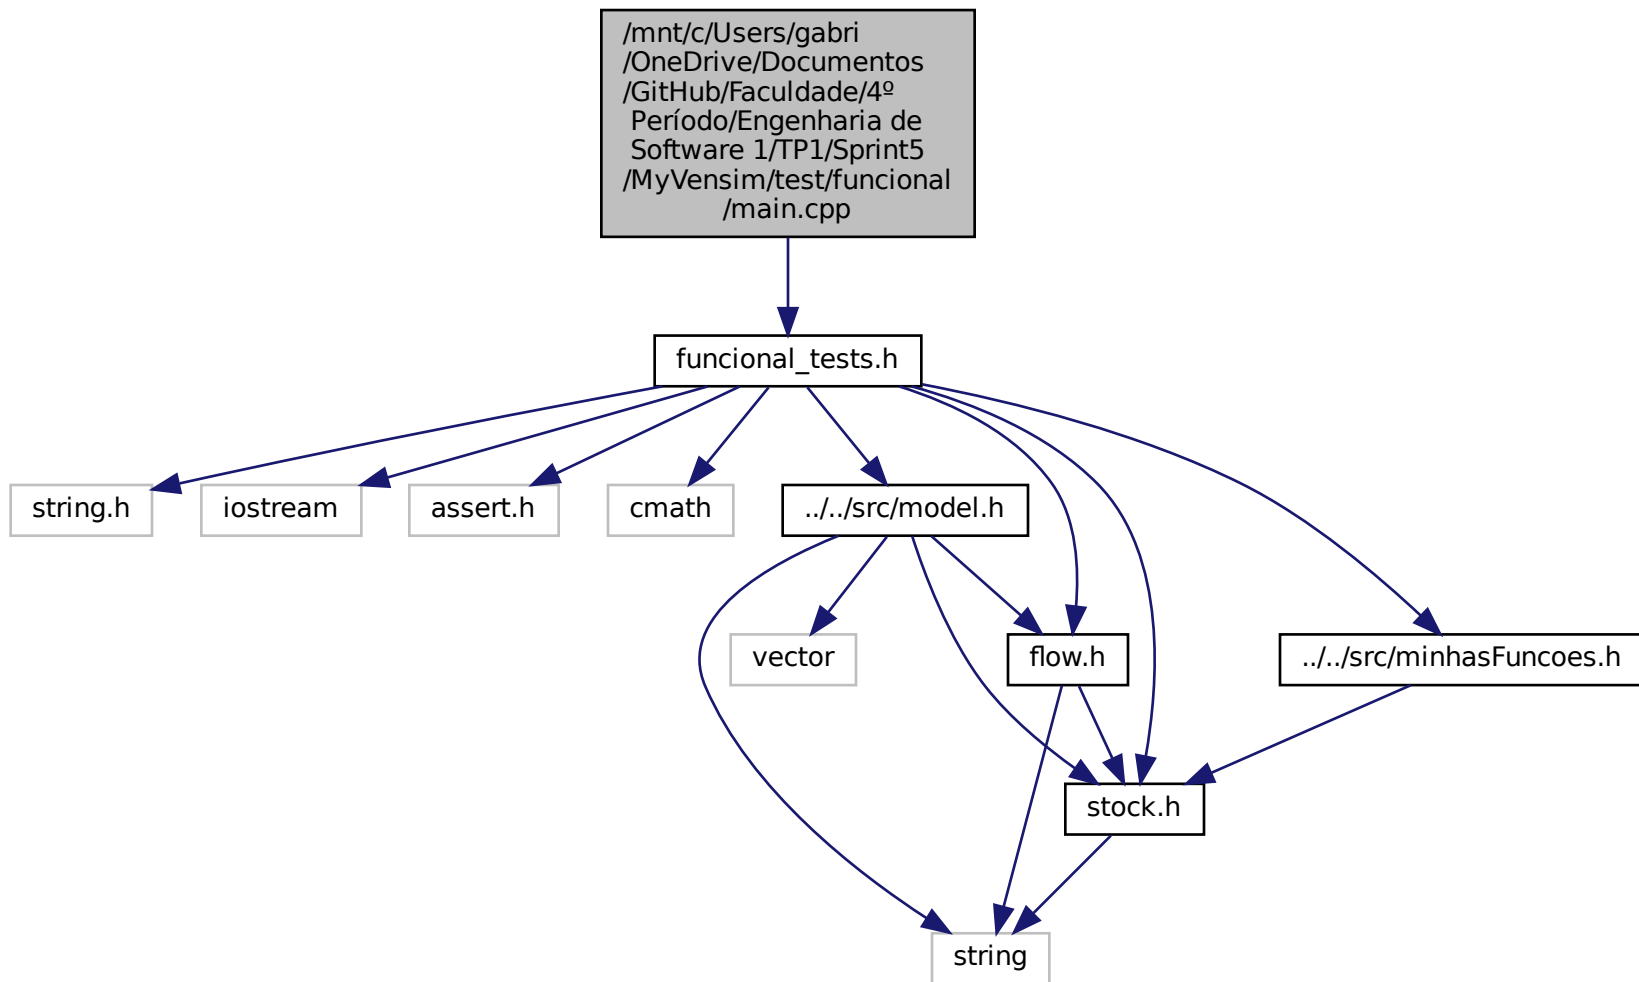 /mnt/c/Users/gabri
/OneDrive/Documentos
/GitHub/Faculdade/4º
Período/Engenharia de
Software 1/TP1/Sprint5
/MyVensim/test/funcional
/main.cpp
funcional_tests.h
string.h
iostream
assert.h
cmath
../../src/model.h
vector
flow.h
../../src/minhasFuncoes.h
stock.h
string